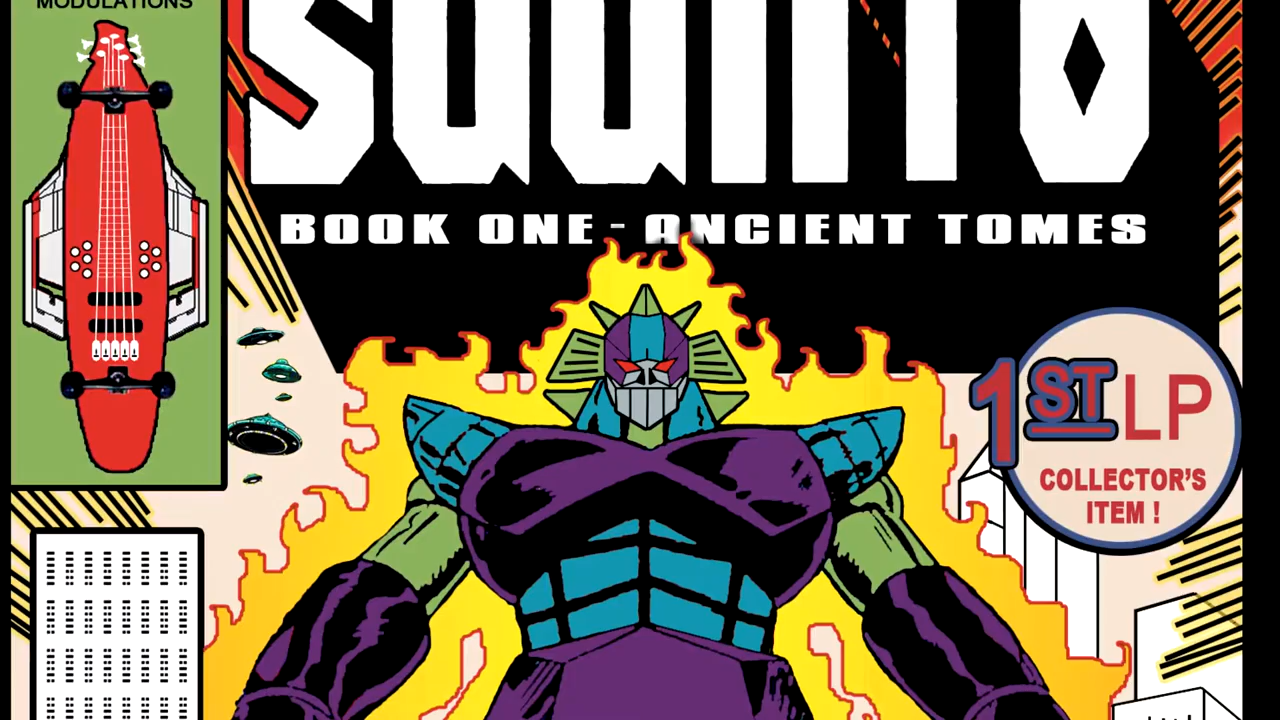 MODULATIONS
BOOK ONE - ANCIENT TOMES
1ST LP
COLLECTOR'S
ITEM !